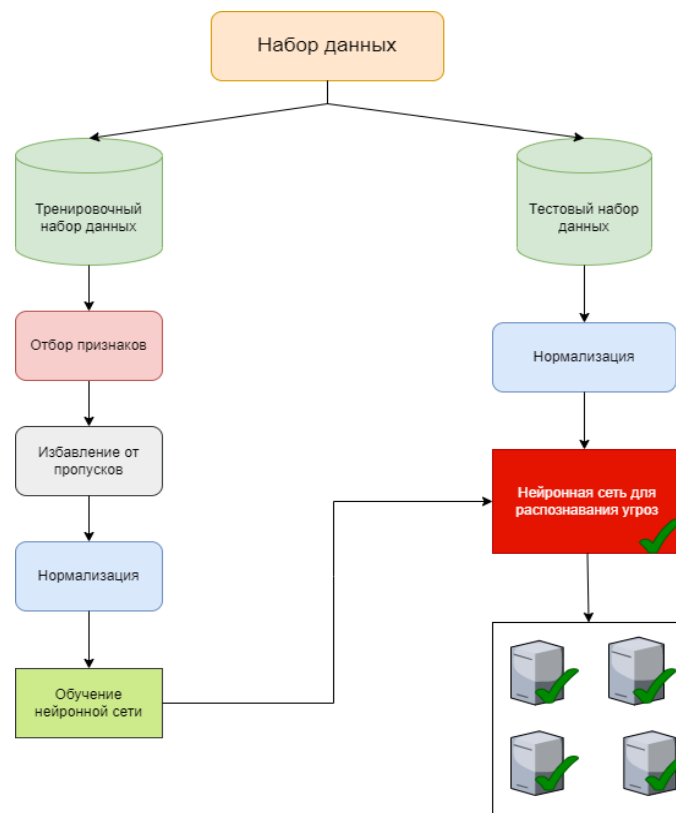 Набор данных
Тренировочный
набор данных
Тестовый набор
данных
Отбор признаков
Нормализация
Избавление от
пропусков
Нейронная сеть для
распознавания угроз
Нормализация
Обучение
нейронной сети